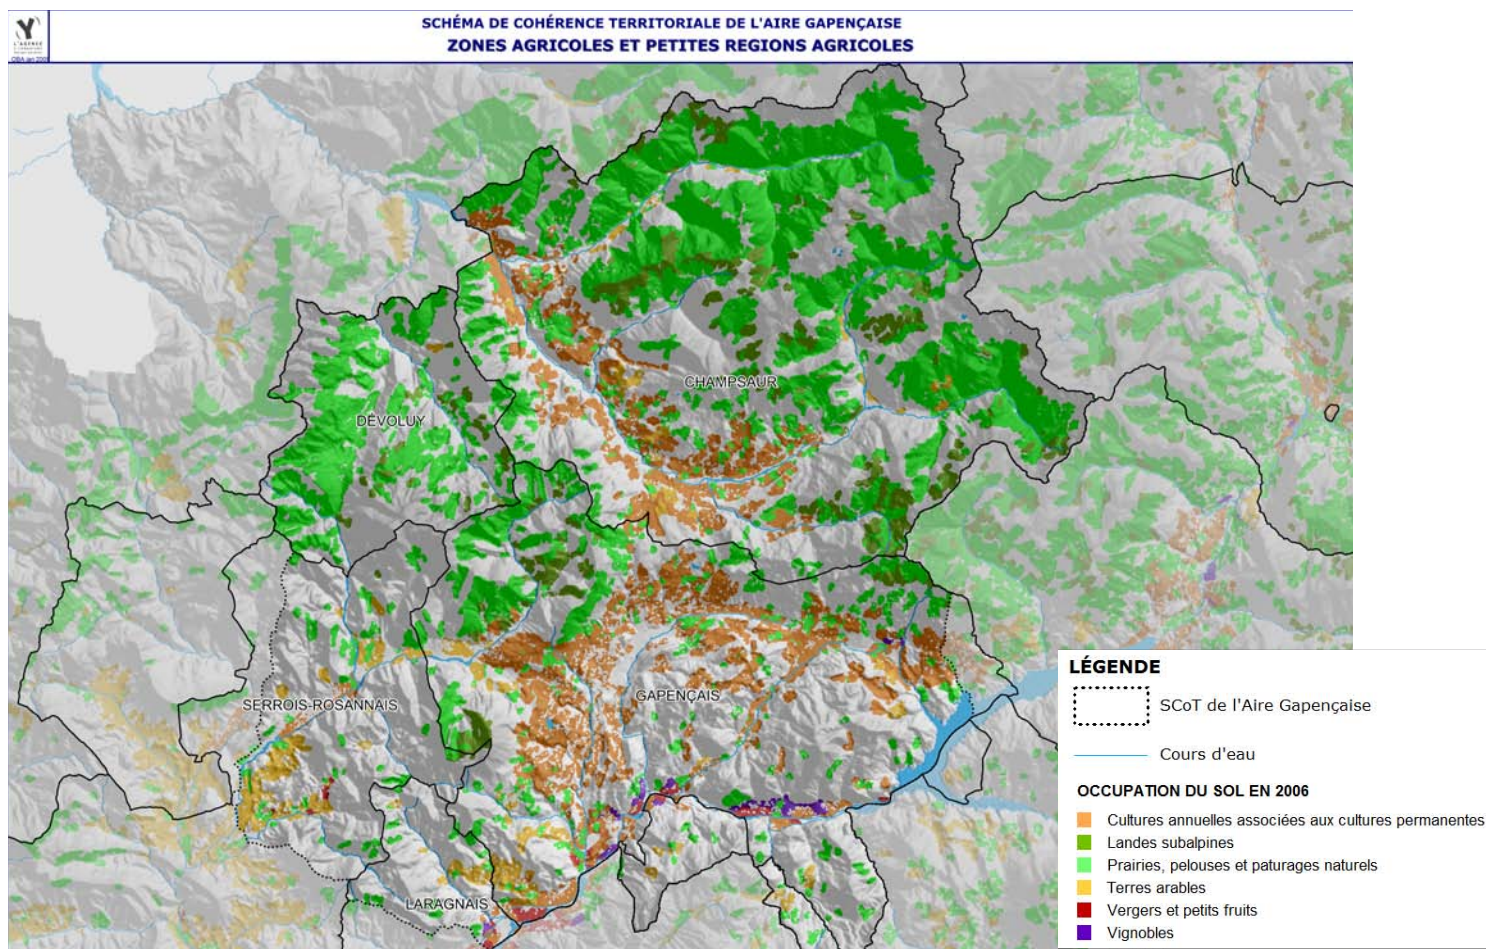 SCHÉMA DE COHÉRENCE TERRITORIALE DE L'AIRE GAPENÇAISE
ZONES AGRICOLES ET PETITES REGIONS AGRICOLES
CHAMPSAUR
DÉVOLUY
GAPENÇAIS
SERROIS-ROSANNAIS
LARAGNAIS
LÉGENDE
SCoT de l'Aire Gapençaise
Cours d'eau
OCCUPATION DU SOL EN 2006
Cultures annuelles associées aux cultures permanentes
Landes subalpines
Prairies, pelouses et paturages naturels
Terres arables
Vergers et petits fruits
Vignobles